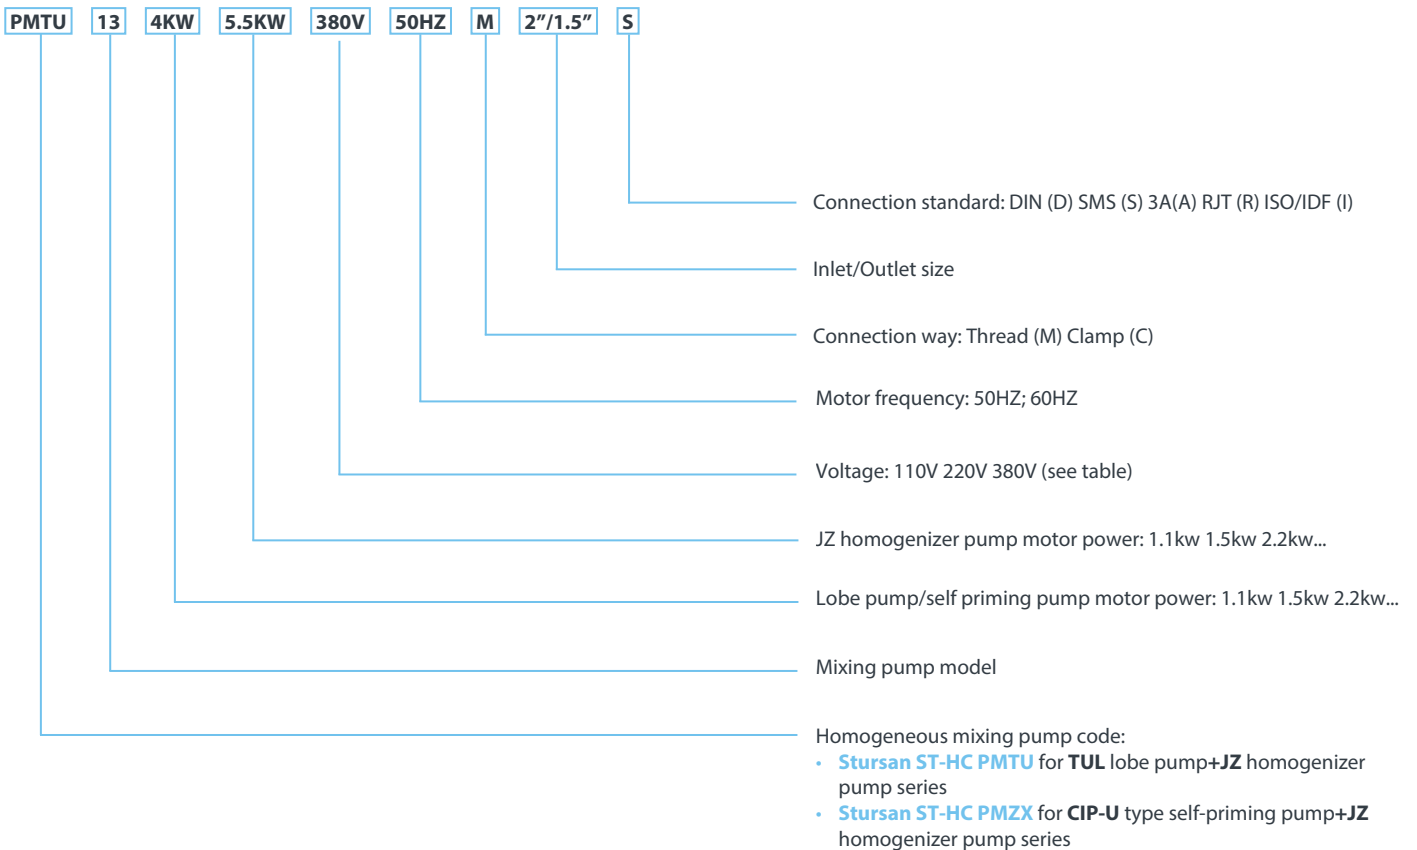 PMTU 13 4KW 5.5KW 380V 50HZ M 2”/1.5” S
Connection standard: DIN (D) SMS (S) 3A(A) RJT (R) ISO/IDF (I)
Inlet/Outlet size
Connection way: Thread (M) Clamp (C)
Motor frequency: 50HZ; 60HZ
Voltage: 110V 220V 380V (see table)
JZ homogenizer pump motor power: 1.1kw 1.5kw 2.2kw...
Lobe pump/self priming pump motor power: 1.1kw 1.5kw 2.2kw...
Mixing pump model
Homogeneous mixing pump code:
• Stursan ST-HC PMTU for TUL lobe pump+JZ homogenizer
pump series
• Stursan ST-HC PMZX for CIP-U type self-priming pump+JZ
homogenizer pump series